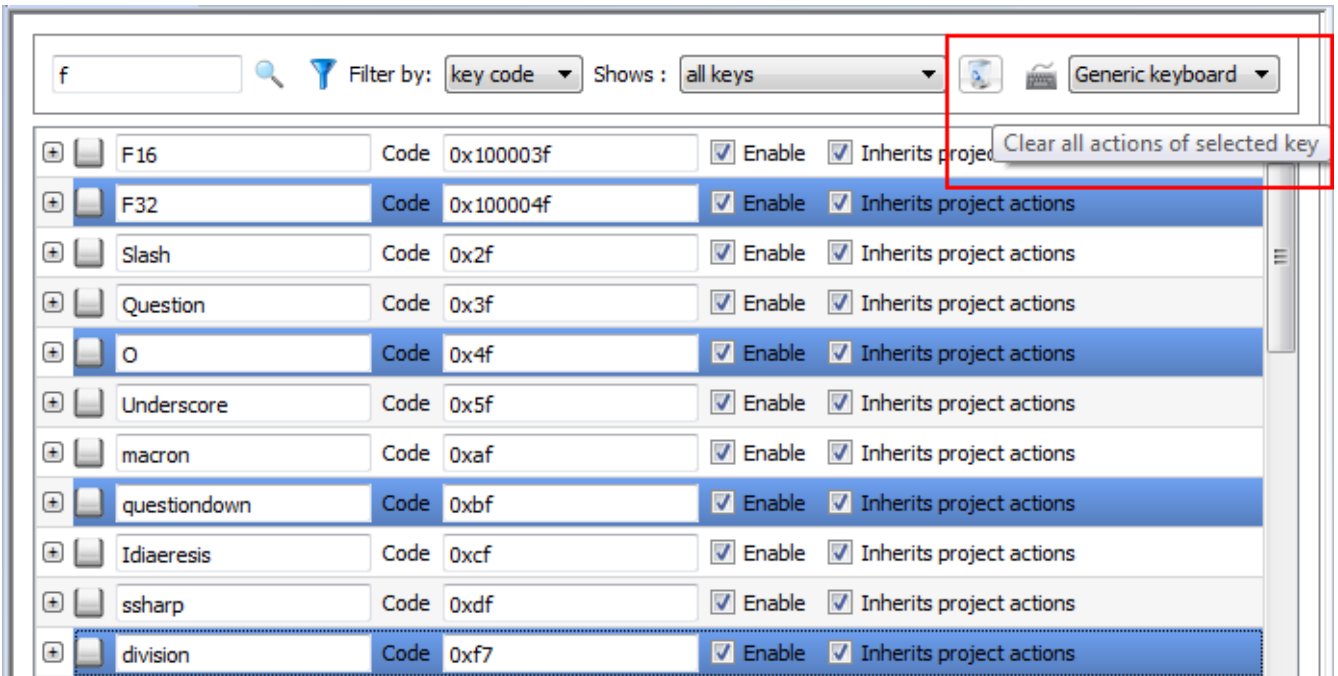 f Filter by: key code Shows : all keys Generic keyboard
Clear all actions of selected key
F16 Code 0x100003f Enable Inherits projec
F32 Code 0x100004f Enable Inherits project actions
Slash Code 0x2f Enable Inherits project actions
Question Code 0x3f Enable Inherits project actions
O Code 0x4f Enable Inherits project actions
Underscore Code 0x5f Enable Inherits project actions
macron Code 0xaf Enable Inherits project actions
questiondown Code 0xbf Enable Inherits project actions
Idiaeresis Code 0xcf Enable Inherits project actions
ssharp Code 0xdf Enable Inherits project actions
division Code 0xf7 Enable Inherits project actions